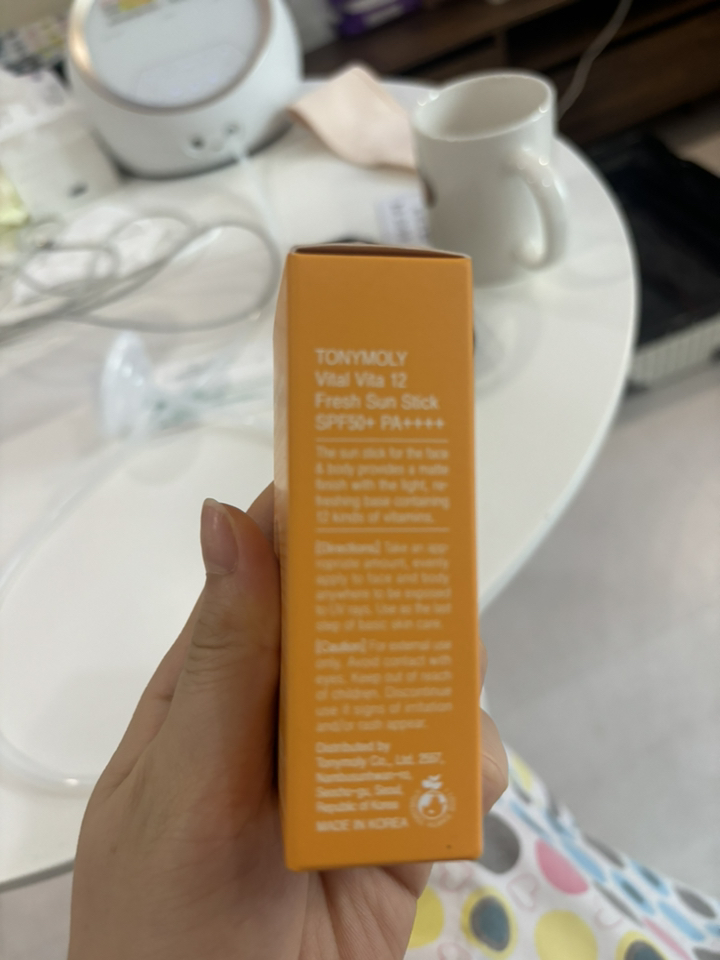 TONYMOLY
Vital Vita 12
Fresh Sun Stick
SPF50+ PA++++
The sun stick for the face
& body provides a matte
finish with the light, re-
freshing base containing
12 kinds of vitamins.
[Directions] Take an app-
ropriate amount, evenly
apply to face and body
anywhere to be exposed
to UV rays. Use as the last
step of basic skin care.
[Caution] For external use
only. Avoid contact with
eyes. Keep out of reach
of children. Discontinue
use if signs of irritation
and/or rash appear.
Distributed by
Tonymoly Co., Ltd.
Seocho-gu, Seoul,
Republic of Korea
MADE IN KOREA